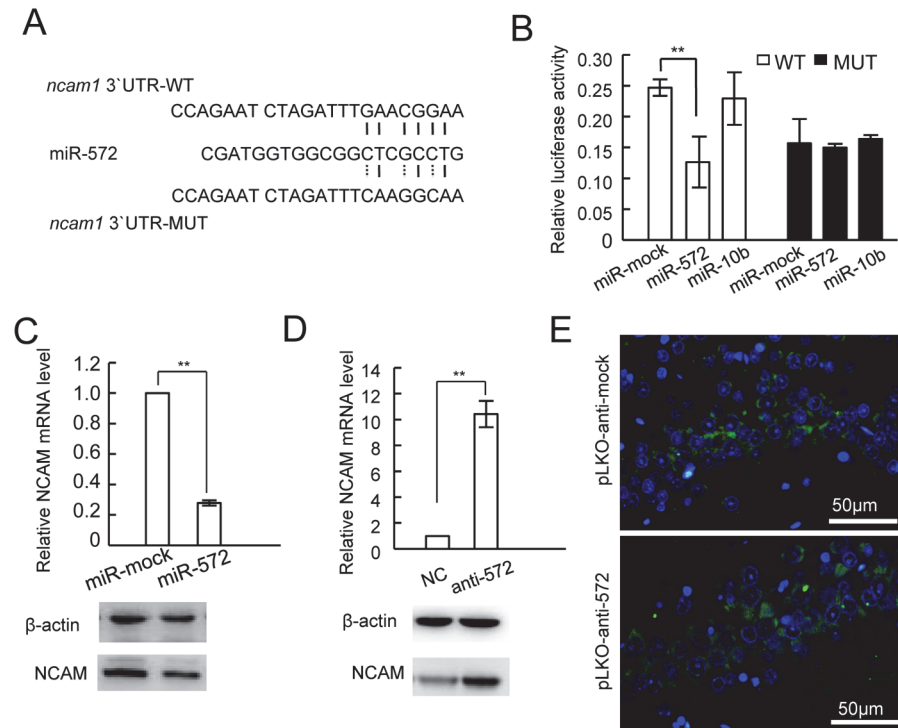 A
ncam1 3`UTR-WT
CCAGAAT CTAGATTTGAACGGAA
miR-572
CGATGGTGGCGGCTCGCCTG
CCAGAAT CTAGATTTCAAGGCAA
ncam1 3`UTR-MUT
B
Relative luciferase activity
0.30
0.25
0.20
0.15
0.10
0.05
0
**
WT
MUT
miR-mock
miR-572
miR-10b
miR-mock
miR-572
miR-10b
C
Relative NCAM mRNA level
1.2
1.0
0.8
0.6
0.4
0.2
0
**
miR-mock
miR-572
β-actin
NCAM
D
Relative NCAM mRNA level
14
12
10
8
6
4
2
0
**
NC
anti-572
β-actin
NCAM
E
pLKO-anti-mock
50μm
pLKO-anti-572
50μm